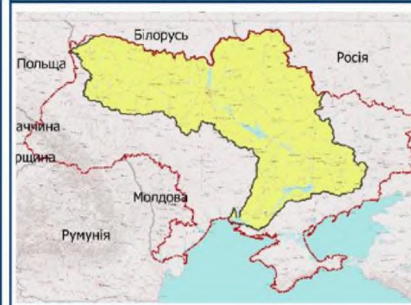 Білорусь
Польща
Росія
аччина
рщина
Молдова
Румунія